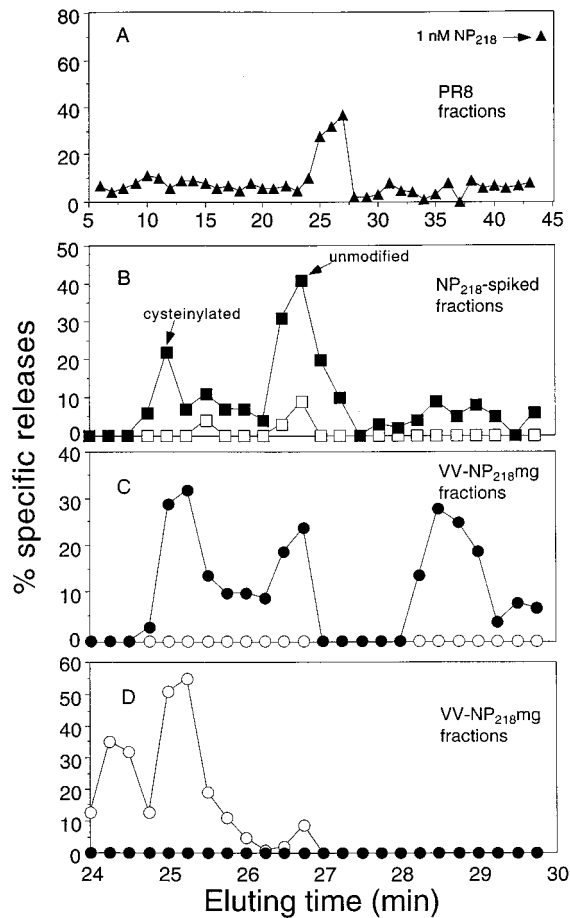 % specific releases
80
60
40
20
0
A
1 nM NP218
PR8
fractions
5 10 15 20 25 30 35 40 45
50
40
30
20
10
0
B
cysteinylated
unmodified
NP218-spiked
fractions
40
30
20
10
0
C
VV-NP218mg
fractions
60
50
40
30
20
10
0
D
VV-NP218mg
fractions
24 25 26 27 28 29 30
Eluting time (min)